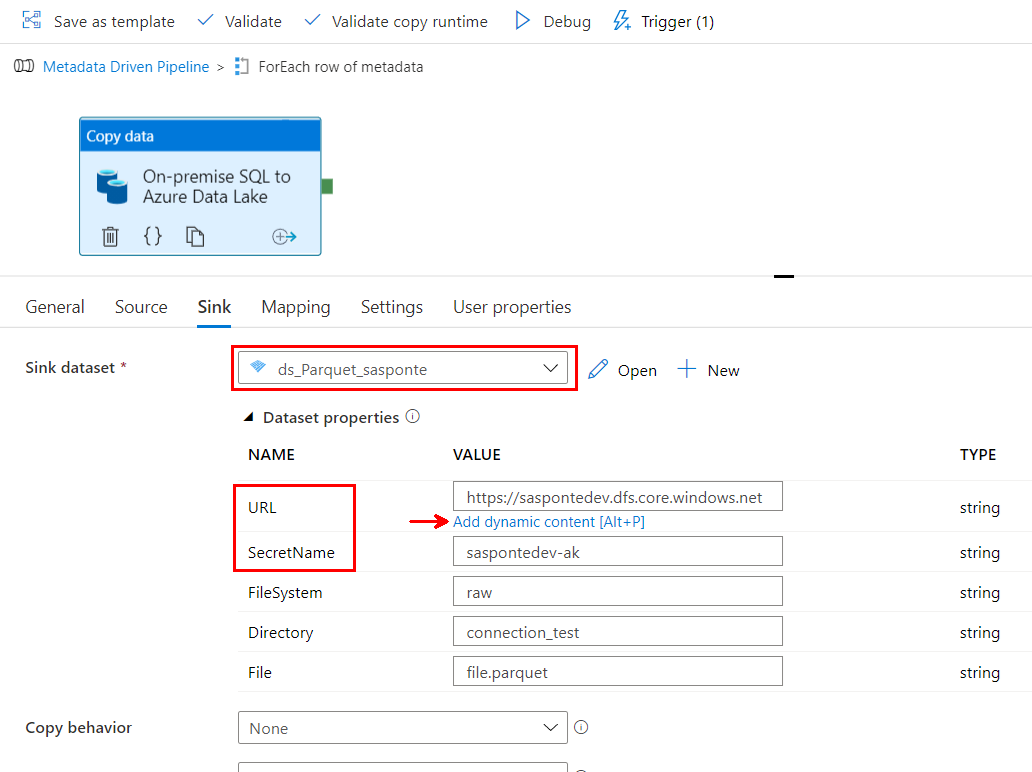 Save as template Validate Validate copy runtime Debug Trigger (1)
Metadata Driven Pipeline > ForEach row of metadata
Copy data
On-premise SQL to
Azure Data Lake
General Source Sink Mapping Settings User properties
Sink dataset * ds_Parquet_sasponte Open New
Dataset properties
NAME VALUE TYPE
URL https://saspontedev.dfs.core.windows.net string
Add dynamic content [Alt+P]
SecretName saspontedev-ak string
FileSystem raw string
Directory connection_test string
File file.parquet string
Copy behavior None